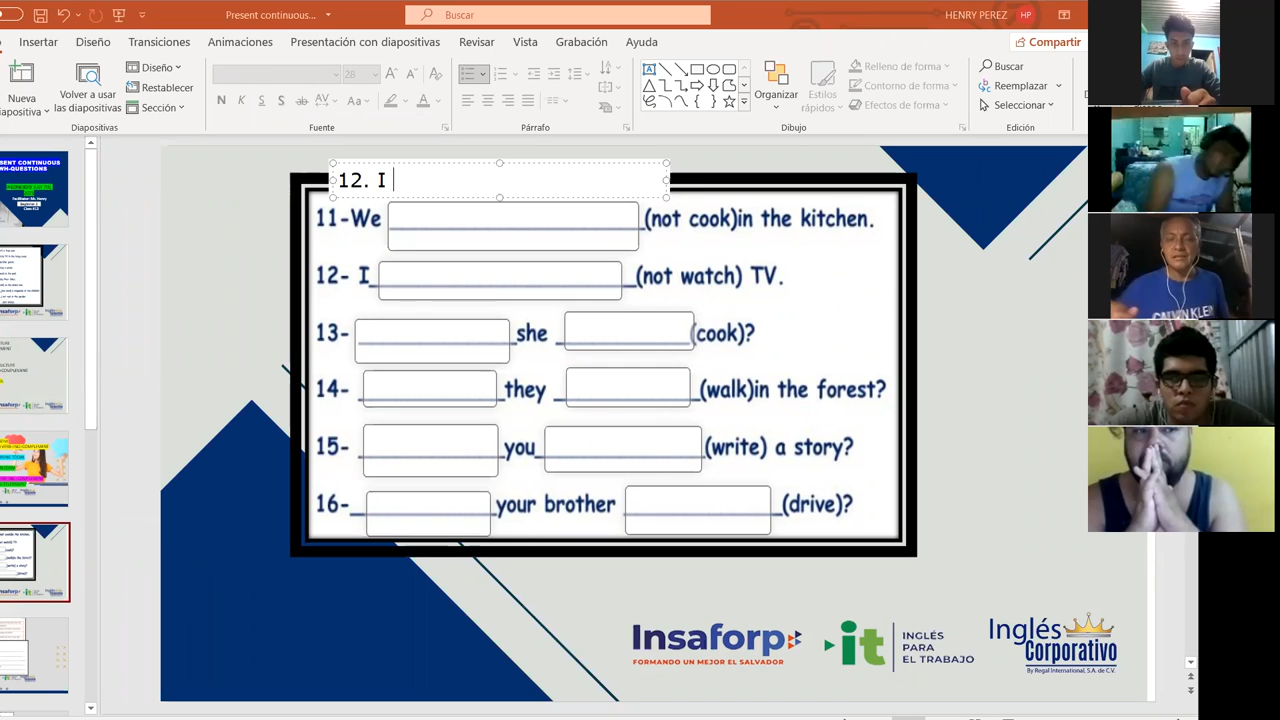 Present continuous...
Buscar
HENRY PEREZ
HP
Insertar
Diseño
Transiciones
Animaciones
Presentación con diapositivas
Revisar
Vista
Grabación
Ayuda
Compartir
Nueva
diapositiva
Volver a usar
las diapositivas
Diseño
Restablecer
Sección
Diapositivas
28
N
K
S
ab
AV
Aa
A
Fuente
Párrafo
Organizar
Estilos
rápidos
Relleno de forma
Contorno de forma
Efectos de forma
Dibujo
Buscar
Reemplazar
Seleccionar
Edición
12. I
11-We (not cook)in the kitchen.
12- I (not watch) TV.
13- she (cook)?
14- they (walk)in the forest?
15- you (write) a story?
16- your brother (drive)?
Insaforp
FORMANDO UN MEJOR EL SALVADOR
it
INGLÉS
PARA
EL TRABAJO
Inglés
Corporativo
By Regal International, S.A. de C.V.